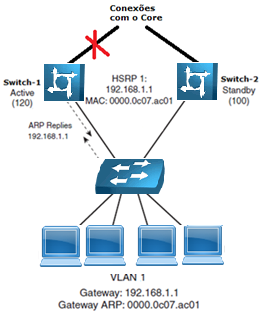 Conexões
com o Core
Switch-1
Active
(120)
HSRP 1:
192.168.1.1
MAC: 0000.0c07.ac01
Switch-2
Standby
(100)
ARP Replies
192.168.1.1
VLAN 1
Gateway: 192.168.1.1
Gateway ARP: 0000.0c07.ac01